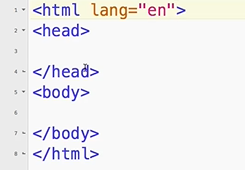 1 <html lang="en">
2 <head>
3
4 </head>
5 <body>
6
7 </body>
8 </html>